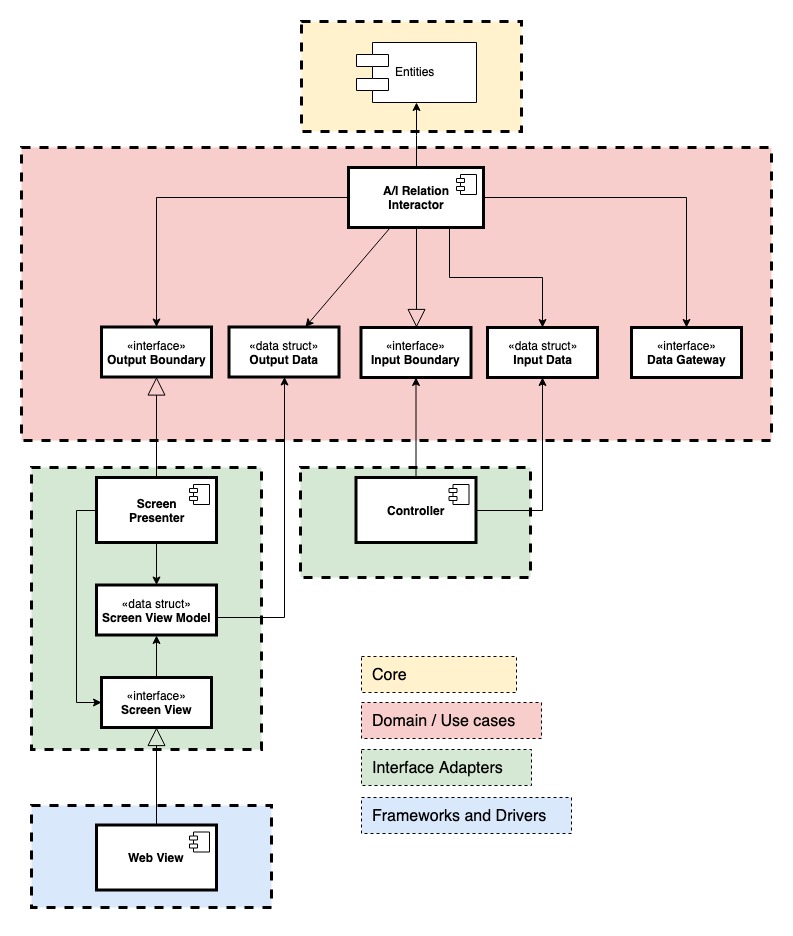 Entities
A/I Relation
Interactor
«interface»
Output Boundary
«data struct»
Output Data
«interface»
Input Boundary
«data struct»
Input Data
«interface»
Data Gateway
Screen
Presenter
Controller
«data struct»
Screen View Model
«interface»
Screen View
Web View
Core
Domain / Use cases
Interface Adapters
Frameworks and Drivers